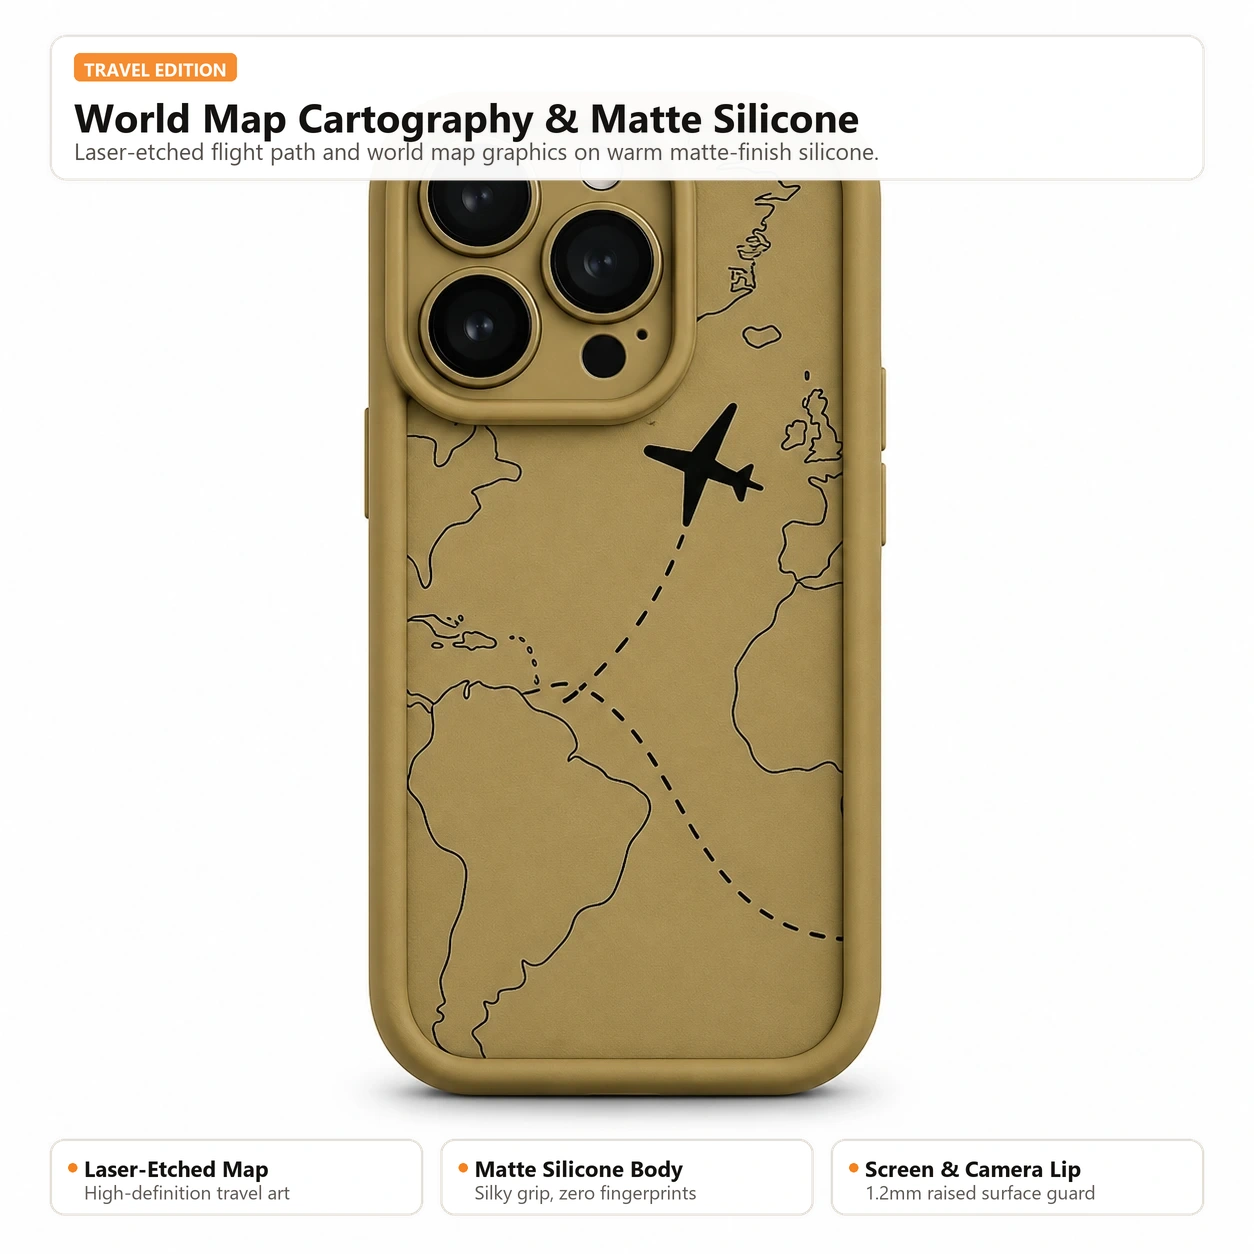 TRAVEL EDITION
World Map Cartography & Matte Silicone
Laser-etched flight path and world map graphics on warm matte-finish silicone.
Laser-Etched Map
High-definition travel art
Matte Silicone Body
Silky grip, zero fingerprints
Screen & Camera Lip
1.2mm raised surface guard